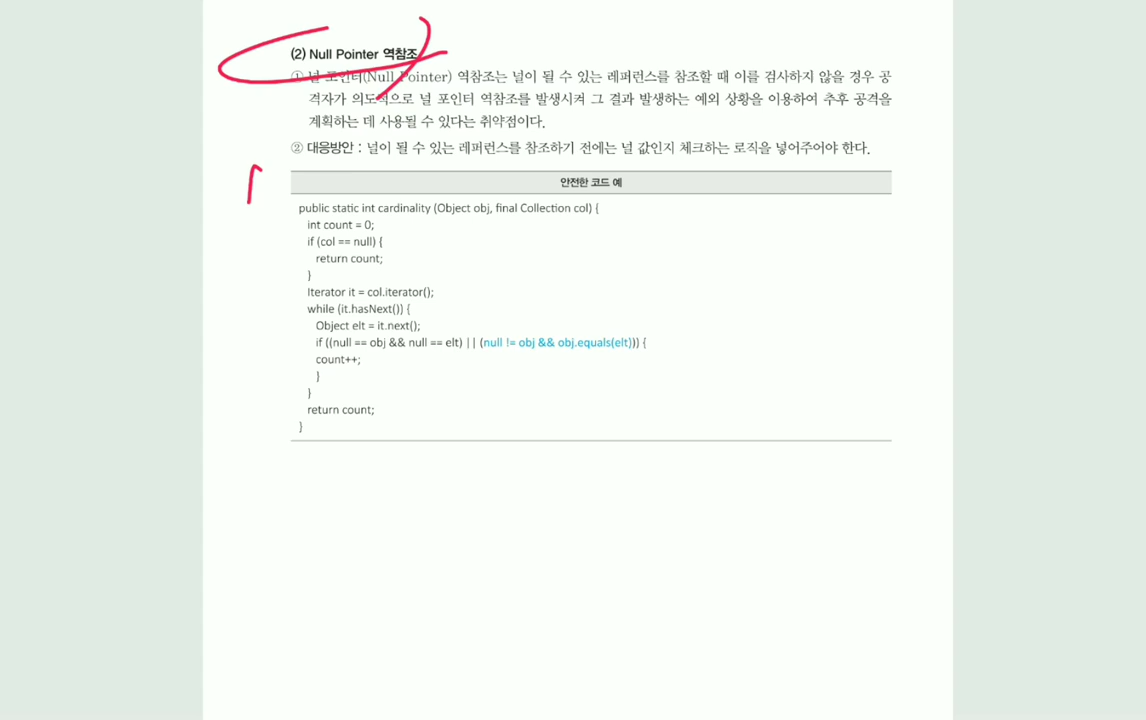 (2) Null Pointer 역참조
① 널 포인터(Null Pointer) 역참조는 널이 될 수 있는 레퍼런스를 참조할 때 이를 검사하지 않을 경우 공
격자가 의도적으로 널 포인터 역참조를 발생시켜 그 결과 발생하는 예외 상황을 이용하여 추후 공격을
계획하는 데 사용될 수 있다는 취약점이다.
② 대응방안 : 널이 될 수 있는 레퍼런스를 참조하기 전에는 널 값인지 체크하는 로직을 넣어주어야 한다.
안전한 코드 예
public static int cardinality (Object obj, final Collection col) {
int count = 0;
if (col == null) {
return count;
}
Iterator it = col.iterator();
while (it.hasNext()) {
Object elt = it.next();
if ((null == obj && null == elt) || (null != obj && obj.equals(elt))) {
count++;
}
}
return count;
}